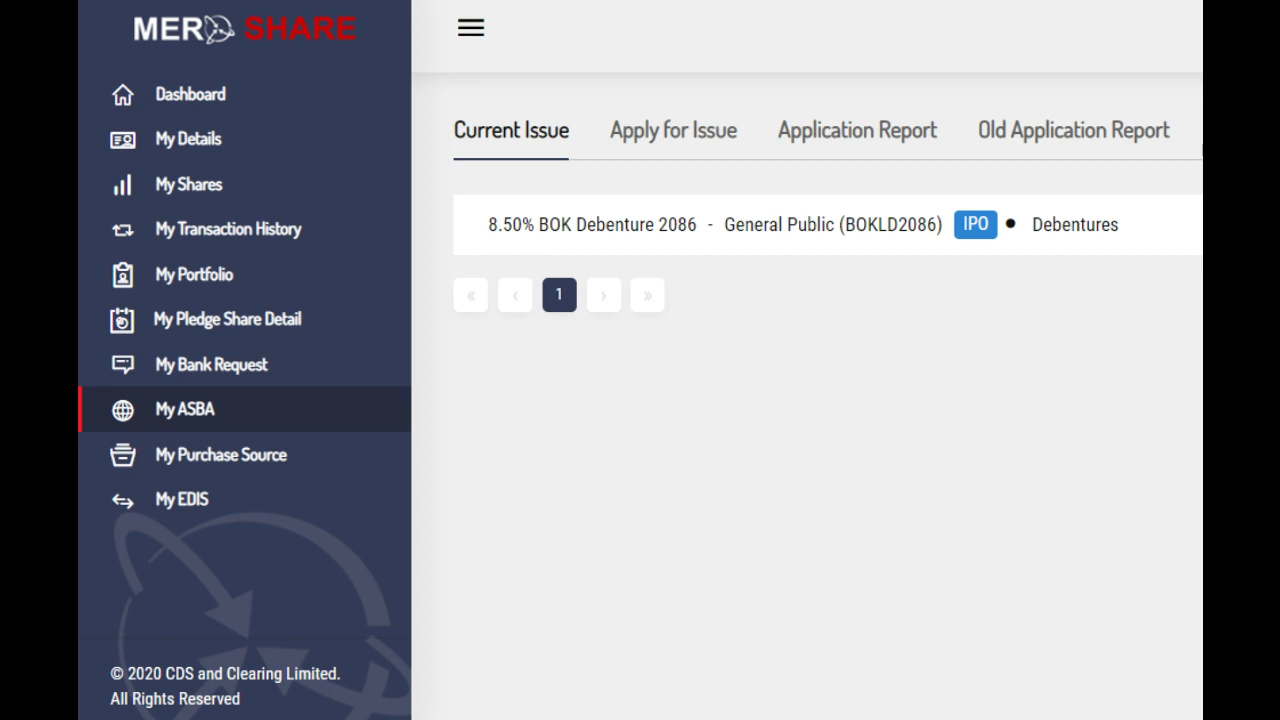 MERO SHARE
Dashboard
My Details
My Shares
My Transaction History
My Portfolio
My Pledge Share Detail
My Bank Request
My ASBA
My Purchase Source
My EDIS
© 2020 CDS and Clearing Limited.
All Rights Reserved
Current Issue Apply for Issue Application Report Old Application Report
8.50% BOK Debenture 2086 - General Public (BOKLD2086) IPO ● Debentures
« ‹ 1 › »